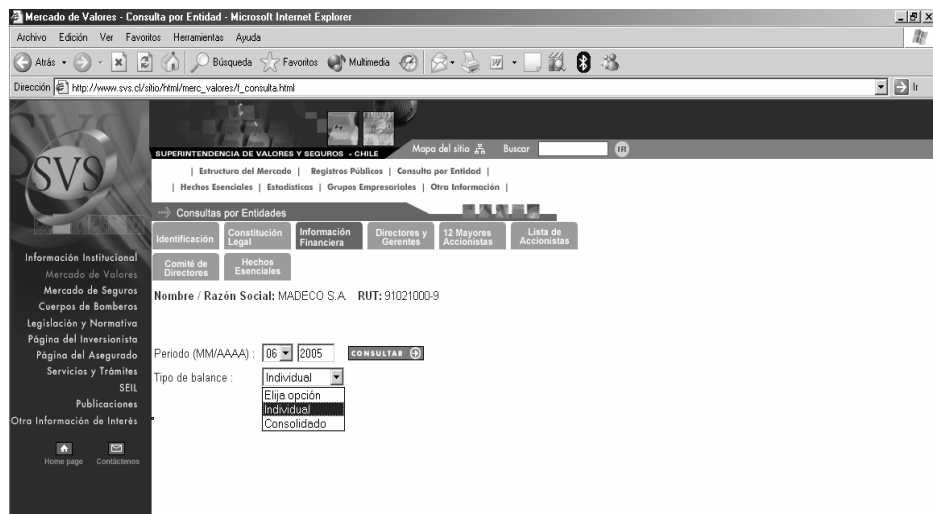 Mercado de Valores - Consulta por Entidad - Microsoft Internet Explorer
Archivo Edición Ver Favoritos Herramientas Ayuda
Atrás Búsqueda Favoritos Multimedia
Dirección http://www.svs.cl/sitio/html/merc_valores/f_consulta.html Ir
SVS
SUPERINTENDENCIA DE VALORES Y SEGUROS - CHILE
Mapa del sitio Buscar IR
| Estructura del Mercado | Registros Públicos | Consulta por Entidad |
| Hechos Esenciales | Estadísticas | Grupos Empresariales | Otra Información |
Consultas por Entidades
Identificación
Constitución Legal
Información Financiera
Directores y Gerentes
12 Mayores Accionistas
Lista de Accionistas
Comité de Directores
Hechos Esenciales
Nombre / Razón Social: MADECO S.A. RUT: 91021000-9
Periodo (MM/AAAA) : 06 2005 CONSULTAR
Tipo de balance : Individual
Elija opción
Individual
Consolidado
Información Institucional
Mercado de Valores
Mercado de Seguros
Cuerpos de Bomberos
Legislación y Normativa
Página del Inversionista
Página del Asegurado
Servicios y Trámites
SEIL
Publicaciones
Otra Información de Interés
Home page Contáctenos